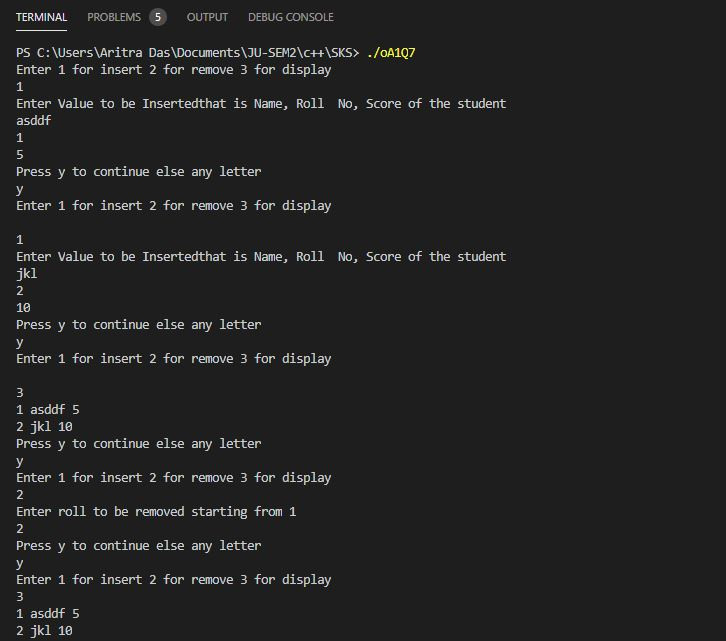 TERMINAL PROBLEMS 5 OUTPUT DEBUG CONSOLE
PS C:\Users\Aritra Das\Documents\JU-SEM2\c++\SKS> ./oA1Q7
Enter 1 for insert 2 for remove 3 for display
1
Enter Value to be Insertedthat is Name, Roll  No, Score of the student
asddf
1
5
Press y to continue else any letter
y
Enter 1 for insert 2 for remove 3 for display
1
Enter Value to be Insertedthat is Name, Roll  No, Score of the student
jkl
2
10
Press y to continue else any letter
y
Enter 1 for insert 2 for remove 3 for display
3
1 asddf 5
2 jkl 10
Press y to continue else any letter
y
Enter 1 for insert 2 for remove 3 for display
2
Enter roll to be removed starting from 1
2
Press y to continue else any letter
y
Enter 1 for insert 2 for remove 3 for display
3
1 asddf 5
2 jkl 10